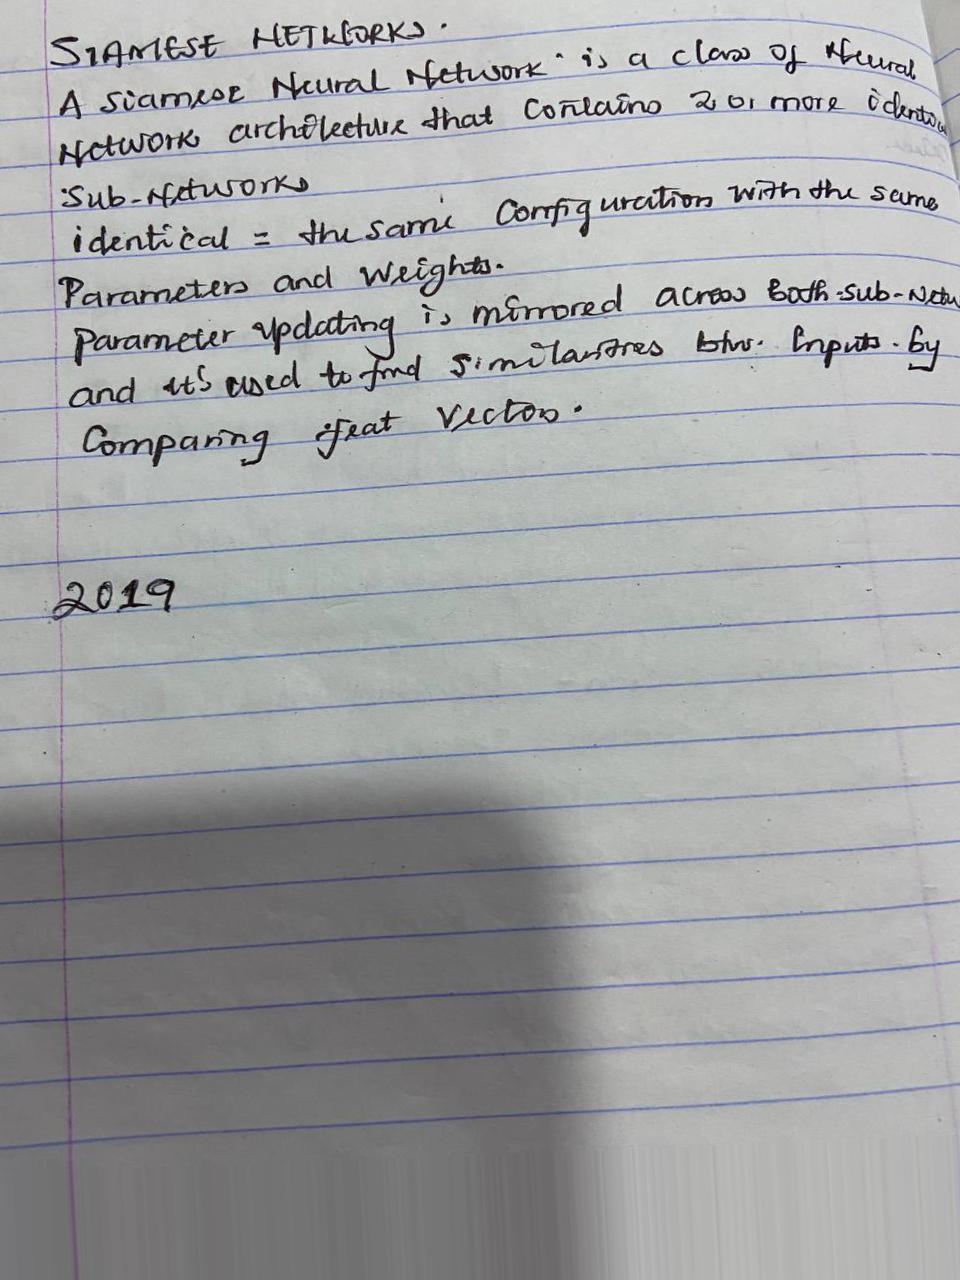 SIAMESE NETWORKS.
A siamese Neural Network is a class of Neural
Network architecture that contains 2 or more identical
Sub-Networks
identical = the same Configuration with the same
Parameters and Weights.
Parameter updating is mirrored across Both sub-Netw
and it's used to find similarities btw. Inputs by
Comparing feat vectors.
2019